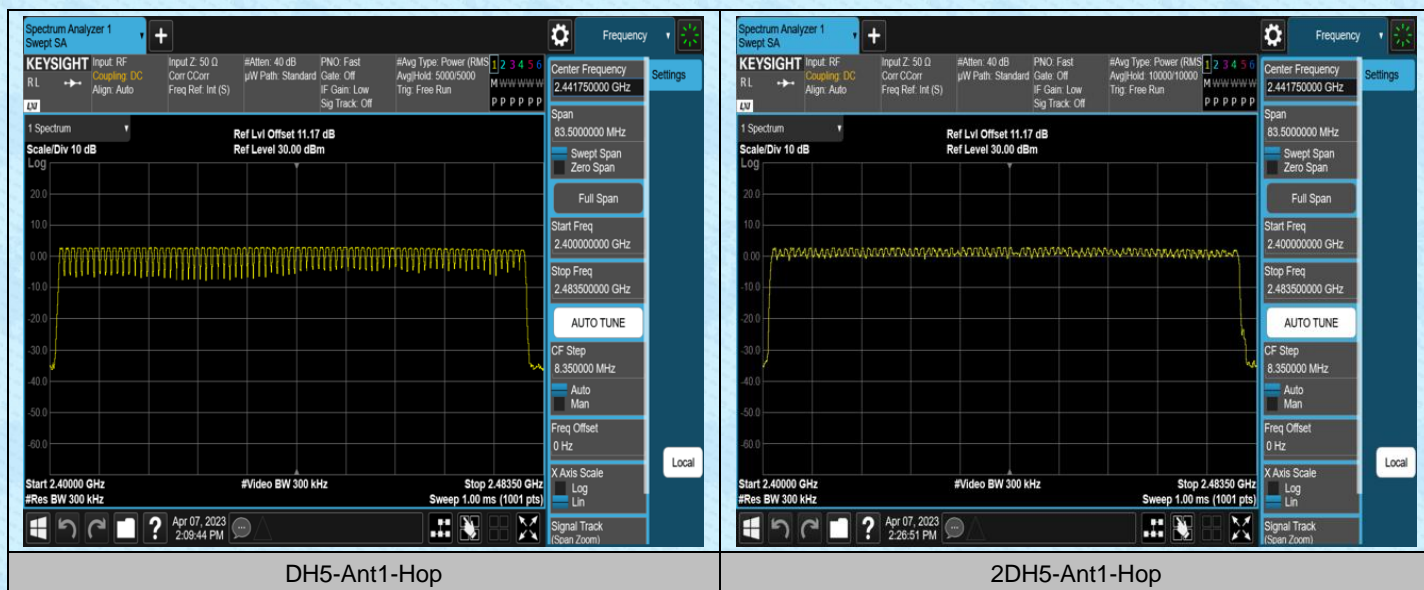 Spectrum Analyzer 1
Swept SA
Frequency
KEYSIGHT
RL
LXI
Input: RF
Coupling: DC
Align: Auto
Input Z: 50 Ω
Corr CCorr
Freq Ref: Int (S)
#Atten: 40 dB
µW Path: Standard
PNO: Fast
Gate: Off
IF Gain: Low
Sig Track: Off
#Avg Type: Power (RMS
Avg|Hold: 5000/5000
Trig: Free Run
1 2 3 4 5 6
M W W W W W
P P P P P P
Center Frequency
2.441750000 GHz
Settings
Span
83.5000000 MHz
Swept Span
Zero Span
Full Span
Start Freq
2.400000000 GHz
Stop Freq
2.483500000 GHz
AUTO TUNE
CF Step
8.350000 MHz
Auto
Man
Freq Offset
0 Hz
X Axis Scale
Log
Lin
Signal Track
(Span Zoom)
Local
1 Spectrum
Scale/Div 10 dB
Log
Ref Lvl Offset 11.17 dB
Ref Level 30.00 dBm
20.0
10.0
0.00
-10.0
-20.0
-30.0
-40.0
-50.0
-60.0
Start 2.40000 GHz
#Res BW 300 kHz
#Video BW 300 kHz
Stop 2.48350 GHz
Sweep 1.00 ms (1001 pts)
Apr 07, 2023
2:09:44 PM
DH5-Ant1-Hop
Spectrum Analyzer 1
Swept SA
Frequency
KEYSIGHT
RL
LXI
Input: RF
Coupling: DC
Align: Auto
Input Z: 50 Ω
Corr CCorr
Freq Ref: Int (S)
#Atten: 40 dB
µW Path: Standard
PNO: Fast
Gate: Off
IF Gain: Low
Sig Track: Off
#Avg Type: Power (RMS
Avg|Hold: 10000/10000
Trig: Free Run
1 2 3 4 5 6
M W W W W W
P P P P P P
Center Frequency
2.441750000 GHz
Settings
Span
83.5000000 MHz
Swept Span
Zero Span
Full Span
Start Freq
2.400000000 GHz
Stop Freq
2.483500000 GHz
AUTO TUNE
CF Step
8.350000 MHz
Auto
Man
Freq Offset
0 Hz
X Axis Scale
Log
Lin
Signal Track
(Span Zoom)
Local
1 Spectrum
Scale/Div 10 dB
Log
Ref Lvl Offset 11.17 dB
Ref Level 30.00 dBm
20.0
10.0
0.00
-10.0
-20.0
-30.0
-40.0
-50.0
-60.0
Start 2.40000 GHz
#Res BW 300 kHz
#Video BW 300 kHz
Stop 2.48350 GHz
Sweep 1.00 ms (1001 pts)
Apr 07, 2023
2:26:51 PM
2DH5-Ant1-Hop